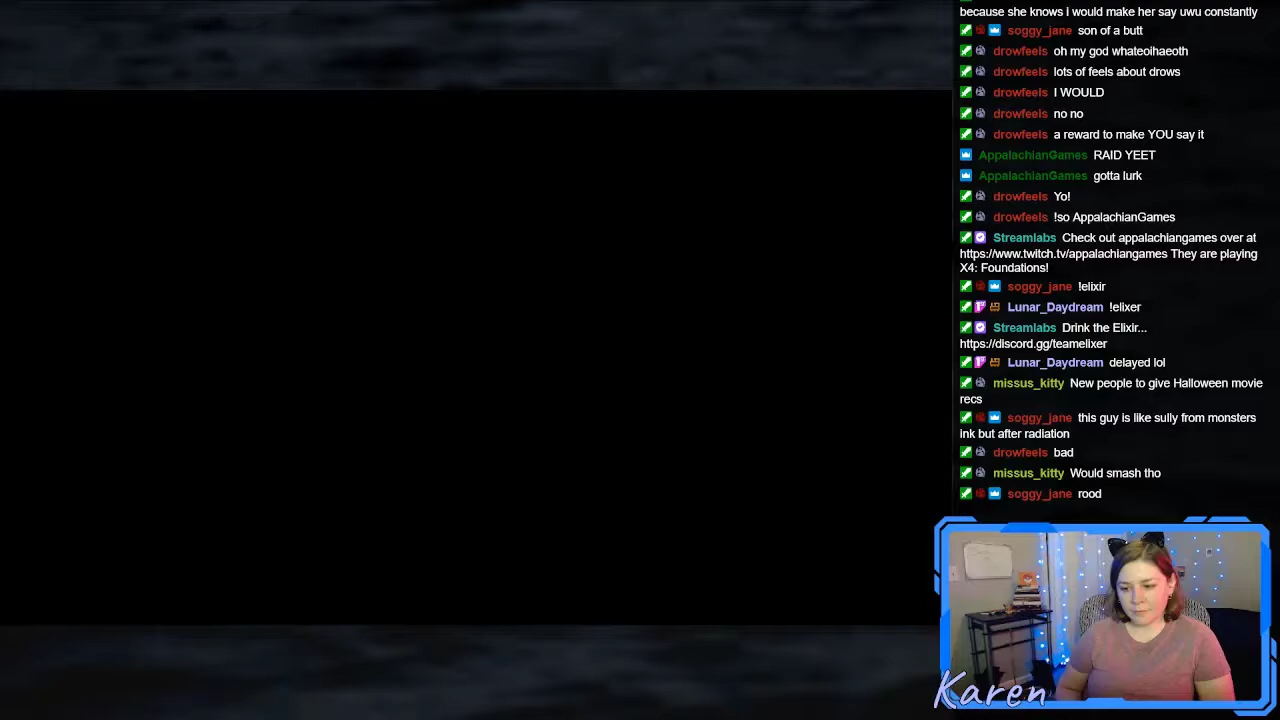 because she knows i would make her say uwu constantly
soggy_jane son of a butt
drowfeels oh my god whateoihaeoth
drowfeels lots of feels about drows
drowfeels I WOULD
drowfeels no no
drowfeels a reward to make YOU say it
AppalachianGames RAID YEET
AppalachianGames gotta lurk
drowfeels Yo!
drowfeels !so AppalachianGames
Streamlabs Check out appalachiangames over at
https://www.twitch.tv/appalachiangames They are playing
X4: Foundations!
soggy_jane !elixir
Lunar_Daydream !elixer
Streamlabs Drink the Elixir...
https://discord.gg/teamelixer
Lunar_Daydream delayed lol
missus_kitty New people to give Halloween movie
recs
soggy_jane this guy is like sully from monsters
ink but after radiation
drowfeels bad
missus_kitty Would smash tho
soggy_jane rood
Karen